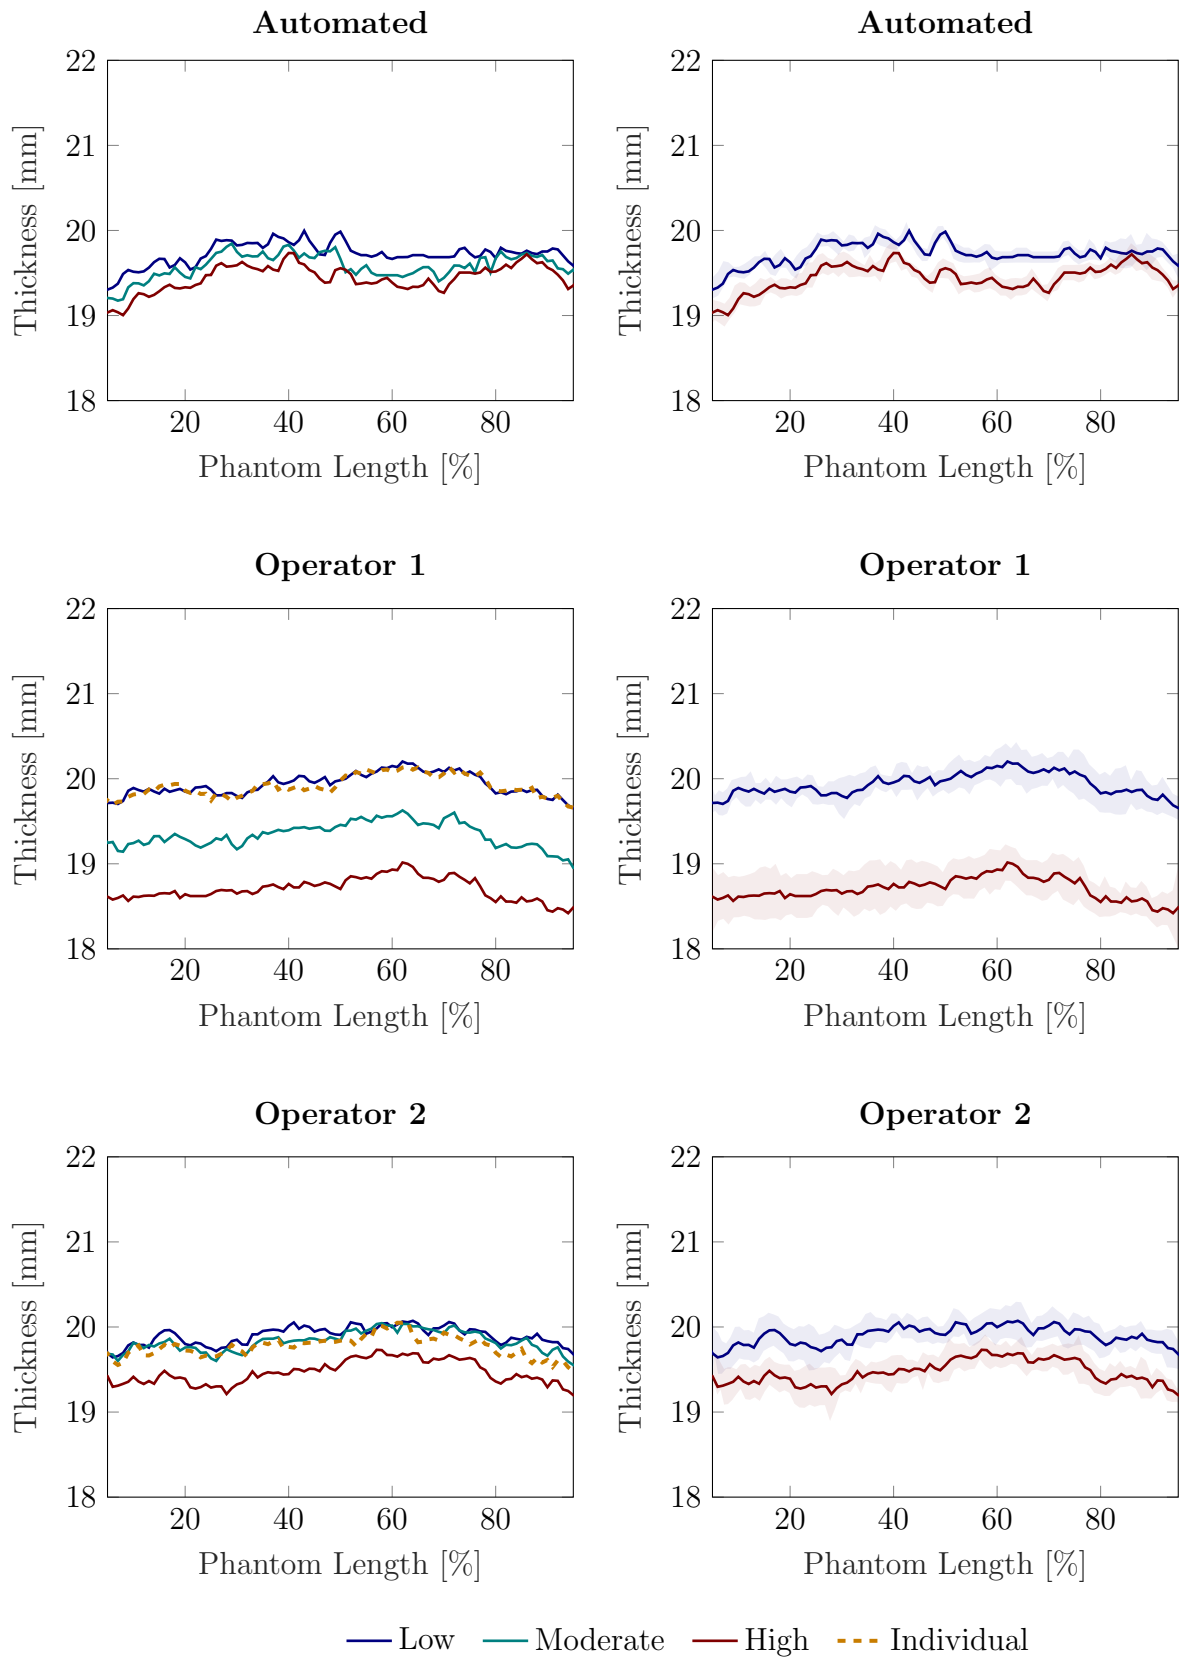 Automated Automated
22 22
21 21
20 20
19 19
18 18
Thickness [mm] Thickness [mm]
20 40 60 80 20 40 60 80
Phantom Length [%] Phantom Length [%]
Operator 1 Operator 1
22 22
21 21
20 20
19 19
18 18
Thickness [mm] Thickness [mm]
20 40 60 80 20 40 60 80
Phantom Length [%] Phantom Length [%]
Operator 2 Operator 2
22 22
21 21
20 20
19 19
18 18
Thickness [mm] Thickness [mm]
20 40 60 80 20 40 60 80
Phantom Length [%] Phantom Length [%]
Low Moderate High Individual